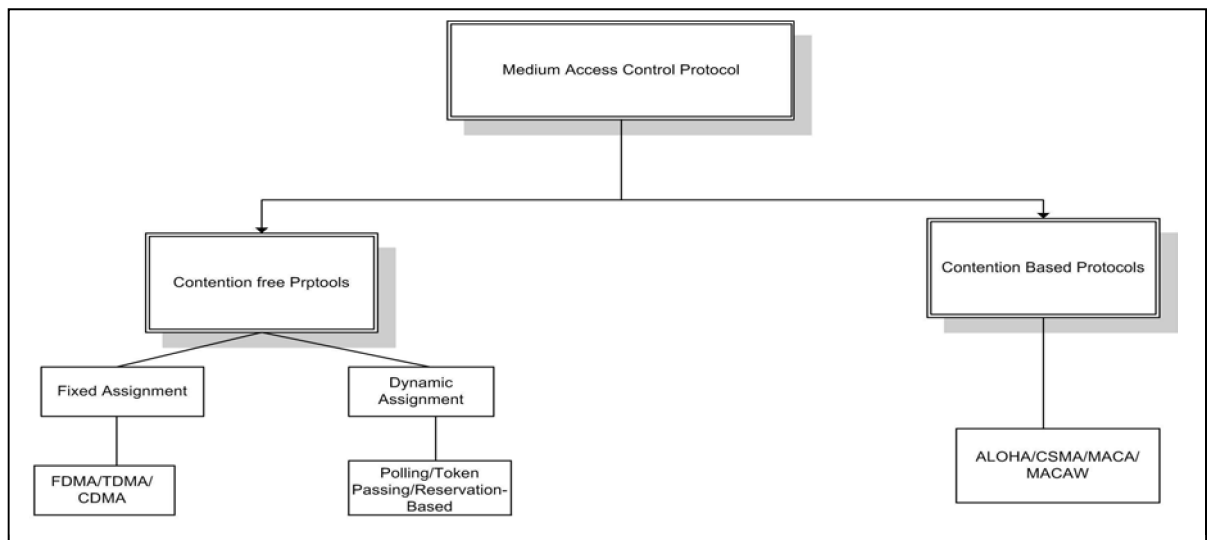 Medium Access Control Protocol
Contention free Prptools
Contention Based Protocols
Fixed Assignment
Dynamic
Assignment
FDMA/TDMA/
CDMA
Polling/Token
Passing/Reservation-
Based
ALOHA/CSMA/MACA/
MACAW